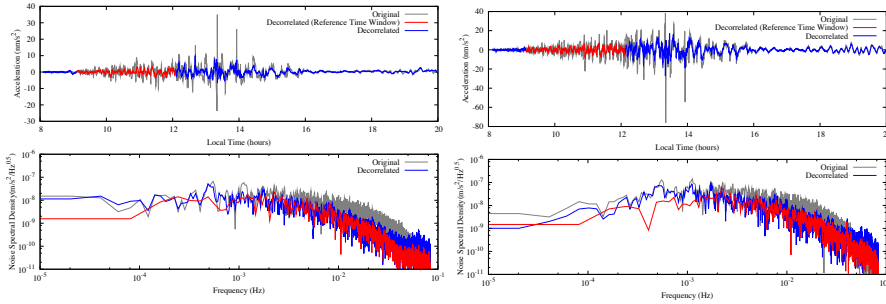 Original
Decorrelated (Reference Time Window)
Decorrelated
Acceleration (nm/s²)
40
30
20
10
0
-10
-20
-30
8
10
12
14
16
18
20
Local Time (hours)
Original
Decorrelated (Reference Time Window)
Decorrelated
Acceleration (nm/s²)
40
20
0
-20
-40
-60
-80
8
10
12
14
16
18
20
Local Time (hours)
Original
Decorrelated
Noise Spectral Density (m/s²/Hz^0.5)
10^-6
10^-7
10^-8
10^-9
10^-10
10^-11
10^-5
10^-4
10^-3
10^-2
10^-1
Frequency (Hz)
Original
Decorrelated
Noise Spectral Density (m/s²/Hz^0.5)
10^-6
10^-7
10^-8
10^-9
10^-10
10^-11
10^-5
10^-4
10^-3
10^-2
10^-1
Frequency (Hz)